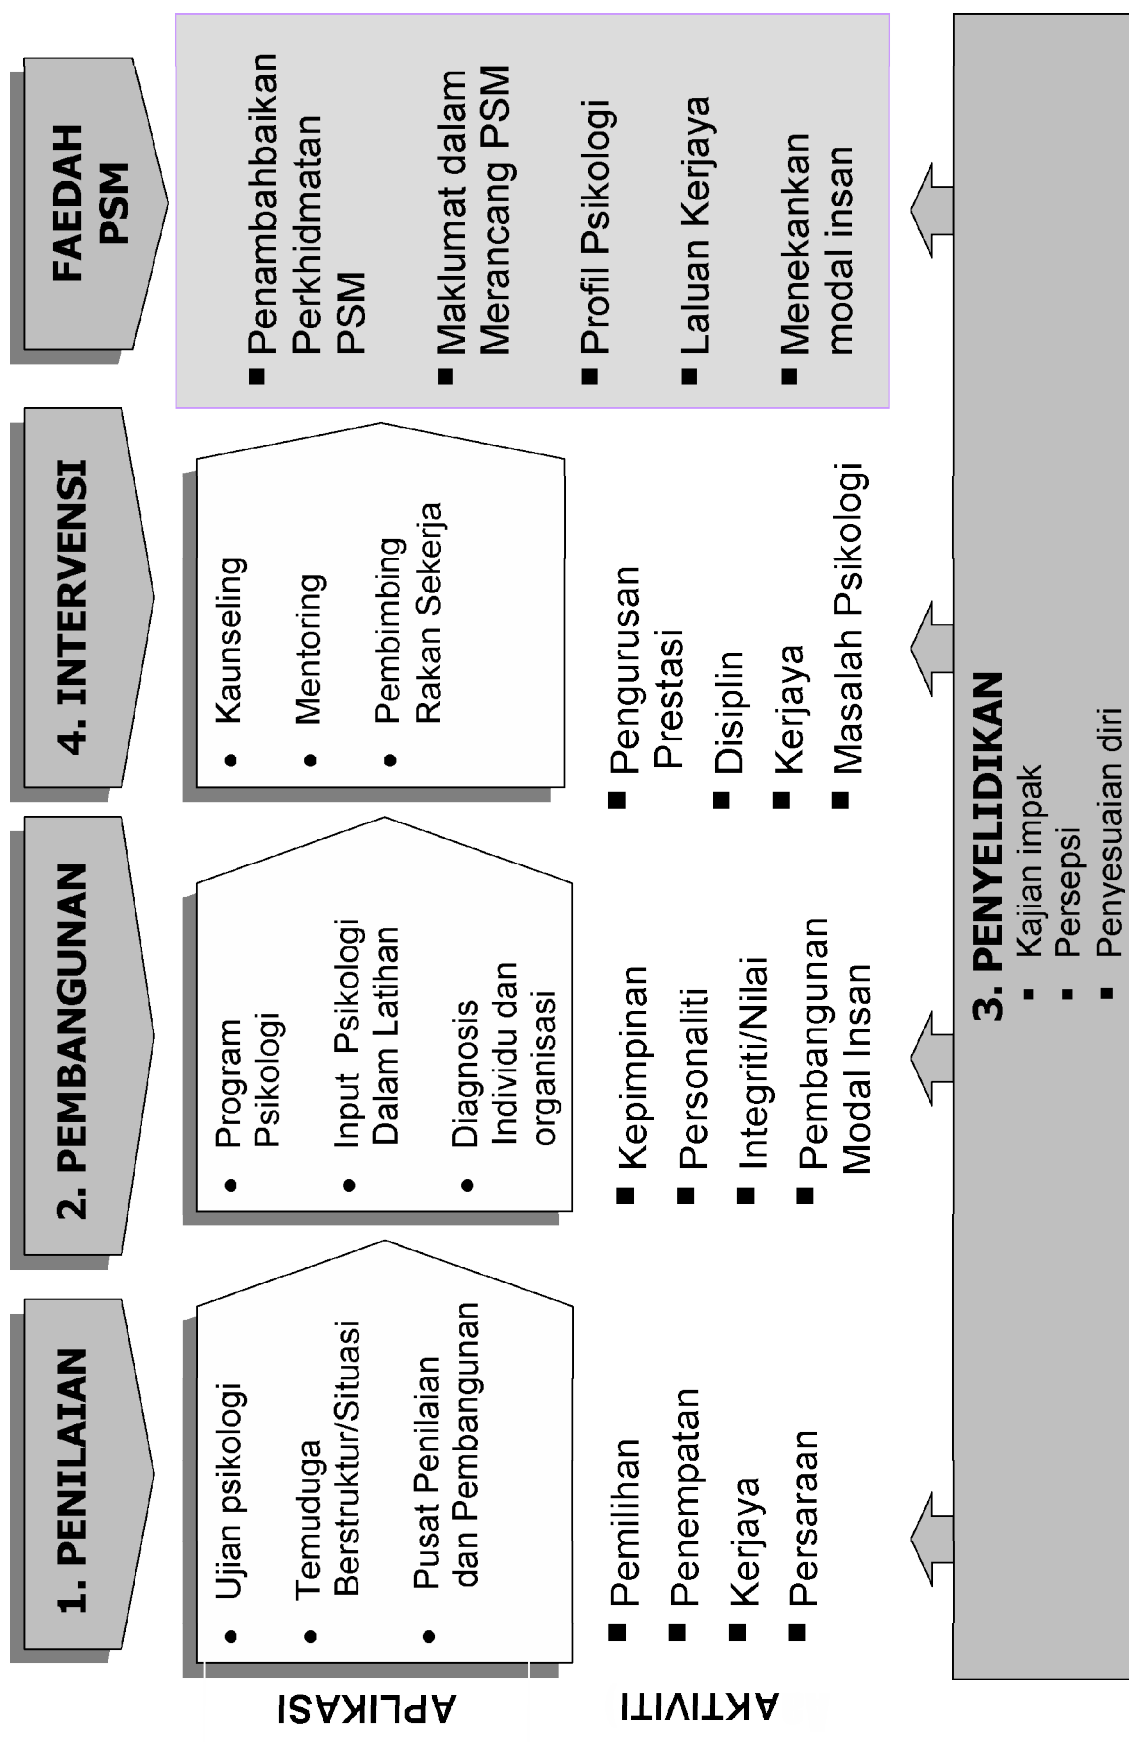 1. PENILAIAN
2. PEMBANGUNAN
4. INTERVENSI
FAEDAH
PSM
APLIKASI
• Ujian psikologi
• Temuduga
Berstruktur/Situasi
• Pusat Penilaian
dan Pembangunan
• Program
Psikologi
• Input Psikologi
Dalam Latihan
• Diagnosis
Individu dan
organisasi
• Kaunseling
• Mentoring
• Pembimbing
Rakan Sekerja
■ Penambahbaikan
Perkhidmatan
PSM
■ Maklumat dalam
Merancang PSM
■ Profil Psikologi
■ Laluan Kerjaya
■ Menekankan
modal insan
AKTIVITI
■ Pemilihan
■ Penempatan
■ Kerjaya
■ Persaraan
■ Kepimpinan
■ Personaliti
■ Integriti/Nilai
■ Pembangunan
Modal Insan
■ Pengurusan
Prestasi
■ Disiplin
■ Kerjaya
■ Masalah Psikologi
3. PENYELIDIKAN
▪ Kajian impak
▪ Persepsi
▪ Penyesuaian diri